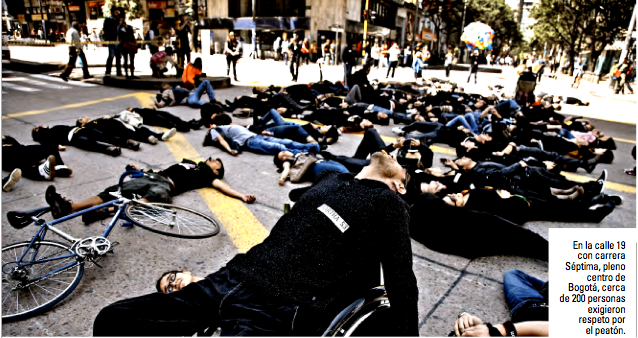 En la calle 19
con carrera
Séptima, pleno
centro de
Bogotá, cerca
de 200 personas
exigieron
respeto por
el peatón.